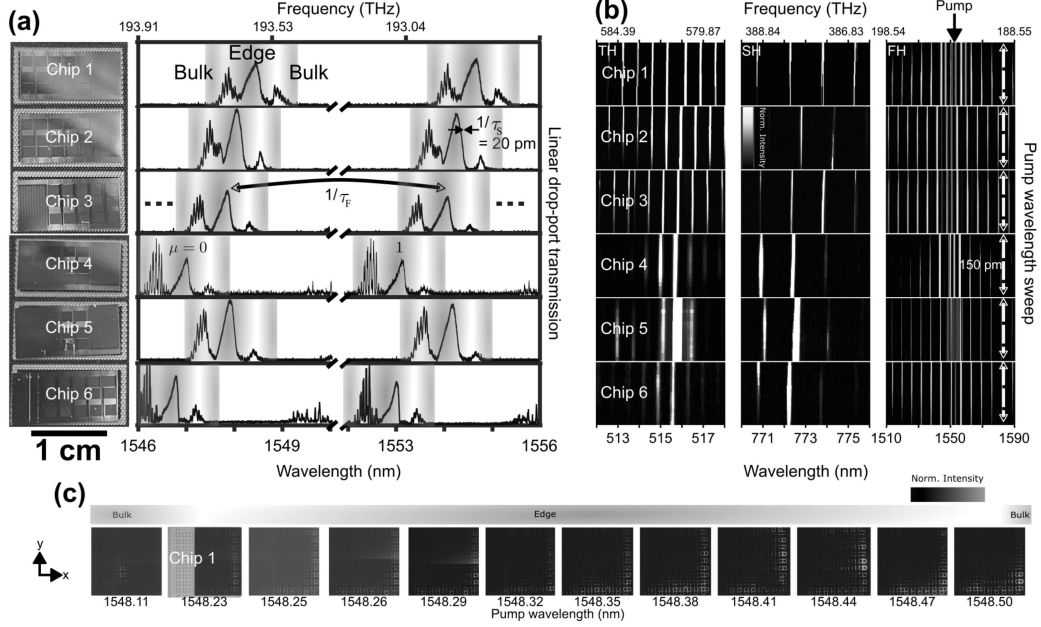 (a)
Frequency (THz)
193.91 193.53 193.04
Chip 1
Chip 2
Chip 3
Chip 4
Chip 5
Chip 6
1 cm
Bulk Edge Bulk
1/τS
= 20 pm
1/τF
μ = 0 1
Linear drop-port transmission
1546 1549 1553 1556
Wavelength (nm)
(b)
Frequency (THz)
Pump
584.39 579.87 388.84 386.83 198.54 188.55
TH SH FH
Chip 1
Chip 2
Norm. Intensity
Chip 3
Chip 4
150 pm
Chip 5
Chip 6
Pump wavelength sweep
513 515 517 771 773 775 1510 1550 1590
Wavelength (nm)
(c)
Norm. Intensity
Bulk Edge Bulk
Chip 1
y
x
1548.11 1548.23 1548.25 1548.26 1548.29 1548.32 1548.35 1548.38 1548.41 1548.44 1548.47 1548.50
Pump wavelength (nm)